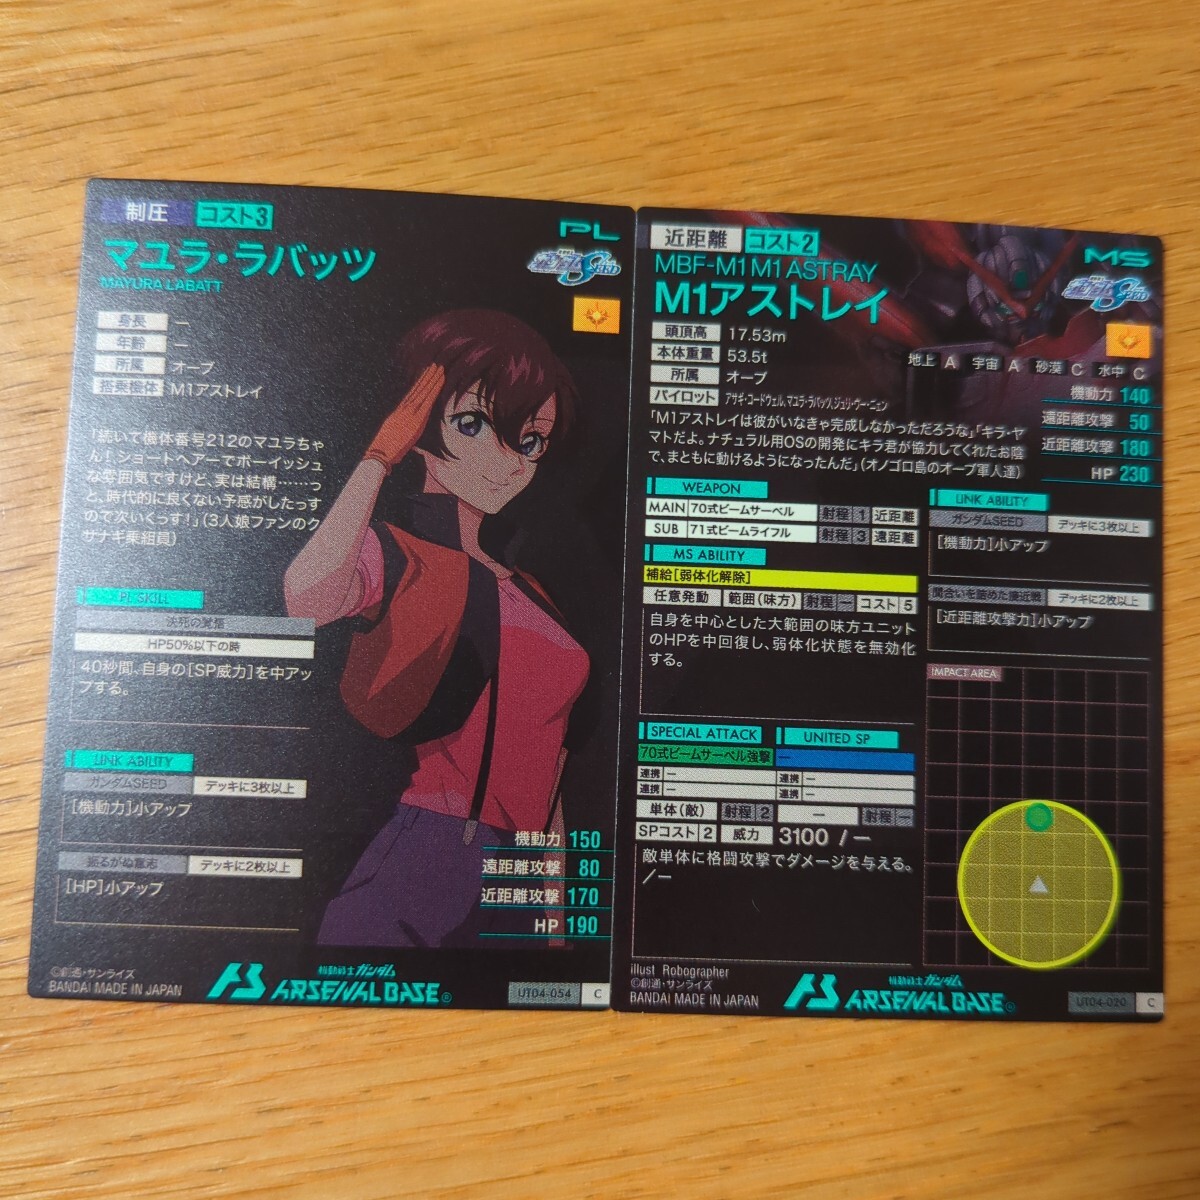 制圧 コスト3
PL
マユラ・ラバッツ
MAYURA LABATT
身長 ー
年齢 ー
所属 オーブ
搭乗機体 M1アストレイ
「続いて機体番号212のマユラちゃ
ん！ショートヘアーでボーイッシュ
な雰囲気ですけど、実は結構……っ
と、時代的に良くない予感がしたっす
ので次いくっす！」(3人娘ファンのク
サナギ乗組員)
PL SKILL
決死の覚悟
HP50%以下の時
40秒間、自身の[SP威力]を中アッ
プする。
LINK ABILITY
ガンダムSEED デッキに3枚以上
[機動力]小アップ
揺るがぬ意志 デッキに2枚以上
[HP]小アップ
機動力 150
遠距離攻撃 80
近距離攻撃 170
HP 190
©創通・サンライズ
BANDAI MADE IN JAPAN
機動戦士ガンダム
ARSENAL BASE®
UT04-054 C
近距離 コスト2
MS
MBF-M1 M1 ASTRAY
M1アストレイ
頭頂高 17.53m
本体重量 53.5t
所属 オーブ
パイロット アサギ・コードウェル、マユラ・ラバッツ、ジュリ・ウー・ニェン
地上 A 宇宙 A 砂漠 C 水中 C
機動力 140
遠距離攻撃 50
近距離攻撃 180
HP 230
「M1アストレイは彼がいなきゃ完成しなかっただろうな」「キラ・ヤ
マトだよ。ナチュラル用OSの開発にキラ君が協力してくれたお陰
で、まともに動けるようになったんだ」(オノゴロ島のオーブ軍人達)
WEAPON
MAIN 70式ビームサーベル 射程 1 近距離
SUB 71式ビームライフル 射程 3 遠距離
MS ABILITY
補給[弱体化解除]
任意発動 範囲(味方) 射程 ー コスト 5
自身を中心とした大範囲の味方ユニット
のHPを中回復し、弱体化状態を無効化
する。
LINK ABILITY
ガンダムSEED デッキに3枚以上
[機動力]小アップ
間合いを詰めた接近戦 デッキに2枚以上
[近距離攻撃力]小アップ
IMPACT AREA
SPECIAL ATTACK
70式ビームサーベル強撃
連携 ー
連携 ー
UNITED SP
ー
連携 ー
連携 ー
単体(敵) 射程 2 ー 射程 ー
SPコスト 2 威力 3100 / ー
敵単体に格闘攻撃でダメージを与える。
/ー
illust Robographer
©創通・サンライズ
BANDAI MADE IN JAPAN
機動戦士ガンダム
ARSENAL BASE®
UT04-020 C